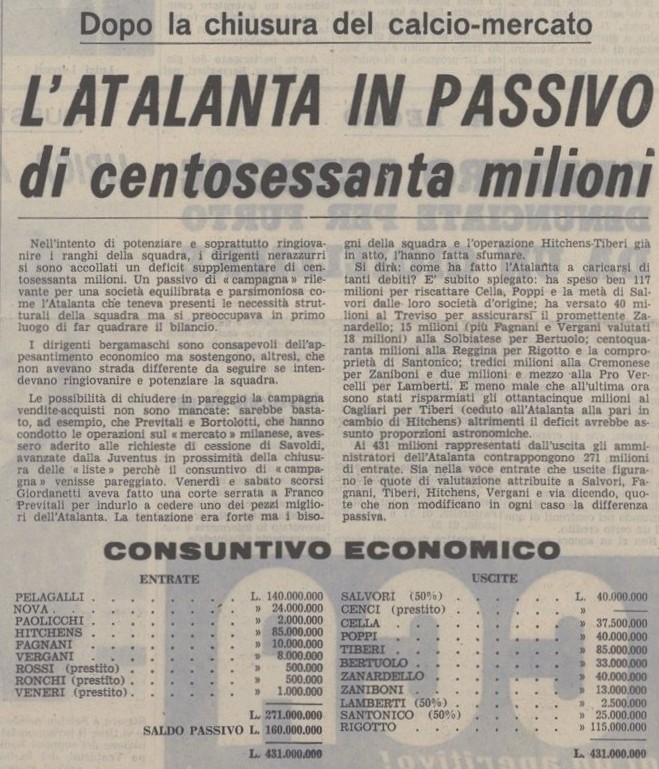 Dopo la chiusura del calcio-mercato
L'ATALANTA IN PASSIVO
di centosessanta milioni
Nell'intento di potenziare e soprattutto ringiova-
nire i ranghi della squadra, i dirigenti nerazzurri
si sono accollati un deficit supplementare di cen-
tosessanta milioni. Un passivo di «campagna» rile-
vante per una società equilibrata e parsimoniosa co-
me l'Atalanta che teneva presenti le necessità strut-
turali della squadra ma si preoccupava in primo
luogo di far quadrare il bilancio.
I dirigenti bergamaschi sono consapevoli dell'ap-
pesantimento economico ma sostengono, altresì, che
non avevano strada differente da seguire se inten-
devano ringiovanire e potenziare la squadra.
Le possibilità di chiudere in pareggio la campagna
vendite-acquisti non sono mancate: sarebbe basta-
to, ad esempio, che Previtali e Bortolotti, che hanno
condotto le operazioni sul «mercato» milanese, aves-
sero aderito alle richieste di cessione di Savoldi,
avanzate dalla Juventus in prossimità della chiusu-
ra delle «liste» perchè il consuntivo di «campa-
gna» venisse pareggiato. Venerdì e sabato scorsi
Giordanetti aveva fatto una corte serrata a Franco
Previtali per indurlo a cedere uno dei pezzi miglio-
ri dell'Atalanta. La tentazione era forte ma i biso-
gni della squadra e l'operazione Hitchens-Tiberi già
in atto, l'hanno fatta sfumare.
Si dirà: come ha fatto l'Atalanta a caricarsi di
tanti debiti? E' subito spiegato: ha speso ben 117
milioni per riscattare Cella, Poppi e la metà di Sal-
vori dalle loro società d'origine; ha versato 40 mi-
lioni al Treviso per assicurarsi il promettente Za-
nardello; 15 milioni (più Fagnani e Vergani valutati
18 milioni) alla Solbiatese per Bertuolo; centoqua-
ranta milioni alla Reggina per Rigotto e la compro-
prietà di Santonico; tredici milioni alla Cremonese
per Zaniboni e due milioni e mezzo alla Pro Ver-
celli per Lamberti. E meno male che all'ultima ora
sono stati risparmiati gli ottantacinque milioni al
Cagliari per Tiberi (ceduto all'Atalanta alla pari in
cambio di Hitchens) altrimenti il deficit avrebbe as-
sunto proporzioni astronomiche.
Ai 431 milioni rappresentati dall'uscita gli ammi-
nistratori dell'Atalanta contrappongono 271 milioni
di entrate. Sia nella voce entrate che uscite figura-
no le quote di valutazione attribuite a Salvori, Fa-
gnani, Tiberi, Hitchens, Vergani e via dicendo, quo-
te che non modificano in ogni caso la differenza
passiva.
CONSUNTIVO ECONOMICO
ENTRATE
PELAGALLI . . . . . . . L. 140.000.000
NOVA . . . . . . . . » 24.000.000
PAOLICCHI . . . . . . . » 2.000.000
HITCHENS . . . . . . . » 85.000.000
FAGNANI . . . . . . . » 10.000.000
VERGANI . . . . . . . » 8.000.000
ROSSI (prestito) . . . . . . » 500.000
RONCHI (prestito) . . . . . » 500.000
VENERI (prestito) . . . . . » 1.000.000
L. 271.000.000
SALDO PASSIVO L. 160.000.000
L. 431.000.000
USCITE
SALVORI (50%) . . . . . L. 40.000.000
CENCI (prestito) . . . . . »
CELLA . . . . . . . » 37.500.000
POPPI . . . . . . . » 40.000.000
TIBERI . . . . . . . » 85.000.000
BERTUOLO . . . . . . » 33.000.000
ZANARDELLO . . . . . . » 40.000.000
ZANIBONI . . . . . . » 13.000.000
LAMBERTI (50%) . . . . . » 2.500.000
SANTONICO (50%) . . . . » 25.000.000
RIGOTTO . . . . . . » 115.000.000
L. 431.000.000